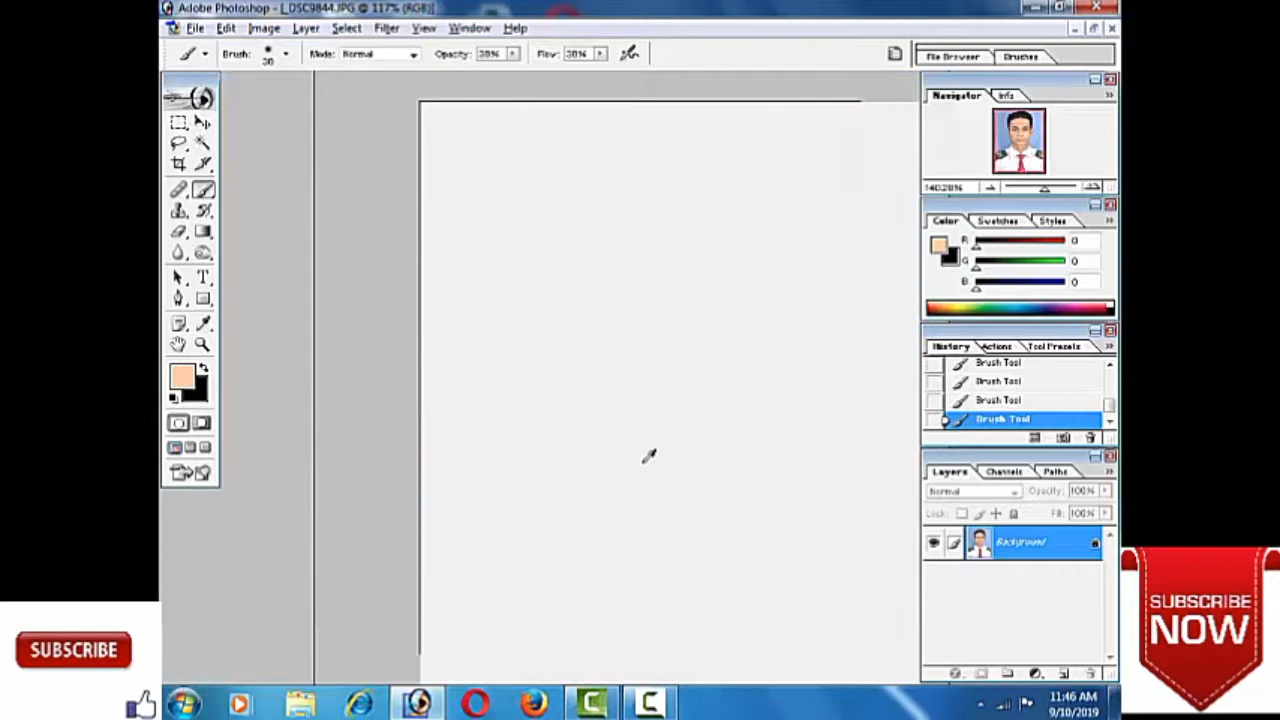 Adobe Photoshop - [_DSC9844.JPG @ 117% (RGB)]
File Edit Image Layer Select Filter View Window Help
Brush: 30 Mode: Normal Opacity: 38% Flow: 38% File Browser Brushes
Navigator Info
140.28%
Color Swatches Styles
R 0
G 0
B 0
History Actions Tool Presets
Brush Tool
Brush Tool
Brush Tool
Brush Tool
Layers Channels Paths
Normal Opacity: 100%
Lock: Fill: 100%
Background
SUBSCRIBE
SUBSCRIBE
NOW
11:46 AM
9/10/2019